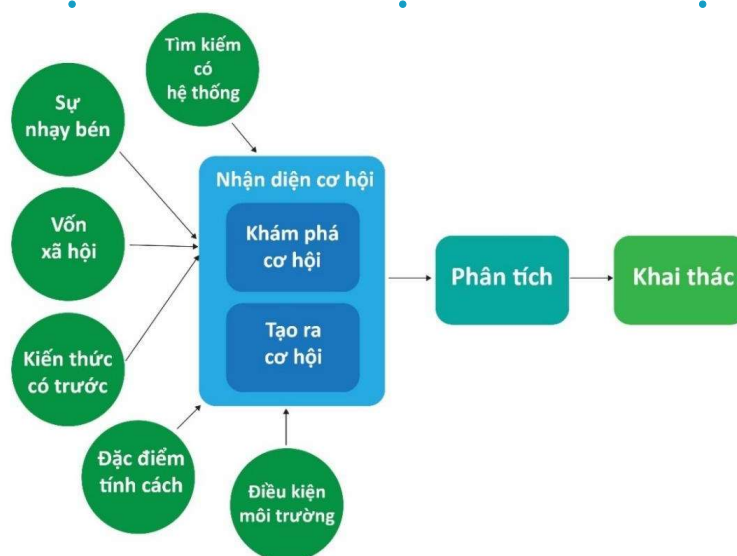 Tìm kiếm
có
hệ thống
Sự
nhạy bén
Vốn
xã hội
Kiến thức
có trước
Đặc điểm
tính cách
Điều kiện
môi trường
Nhận diện cơ hội
Khám phá
cơ hội
Tạo ra
cơ hội
Phân tích
Khai thác